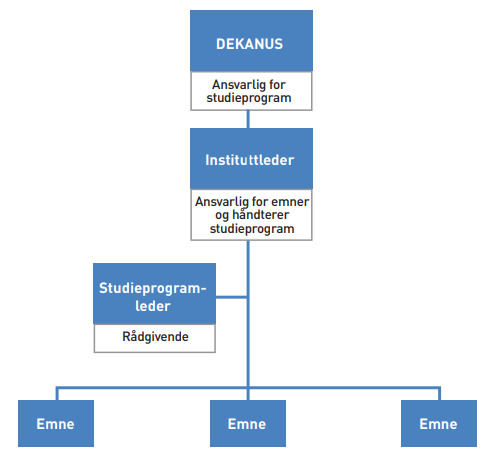 DEKANUS
Ansvarlig for
studieprogram
Instituttleder
Ansvarlig for emner
og håndterer
studieprogram
Studieprogram-
leder
Rådgivende
Emne
Emne
Emne